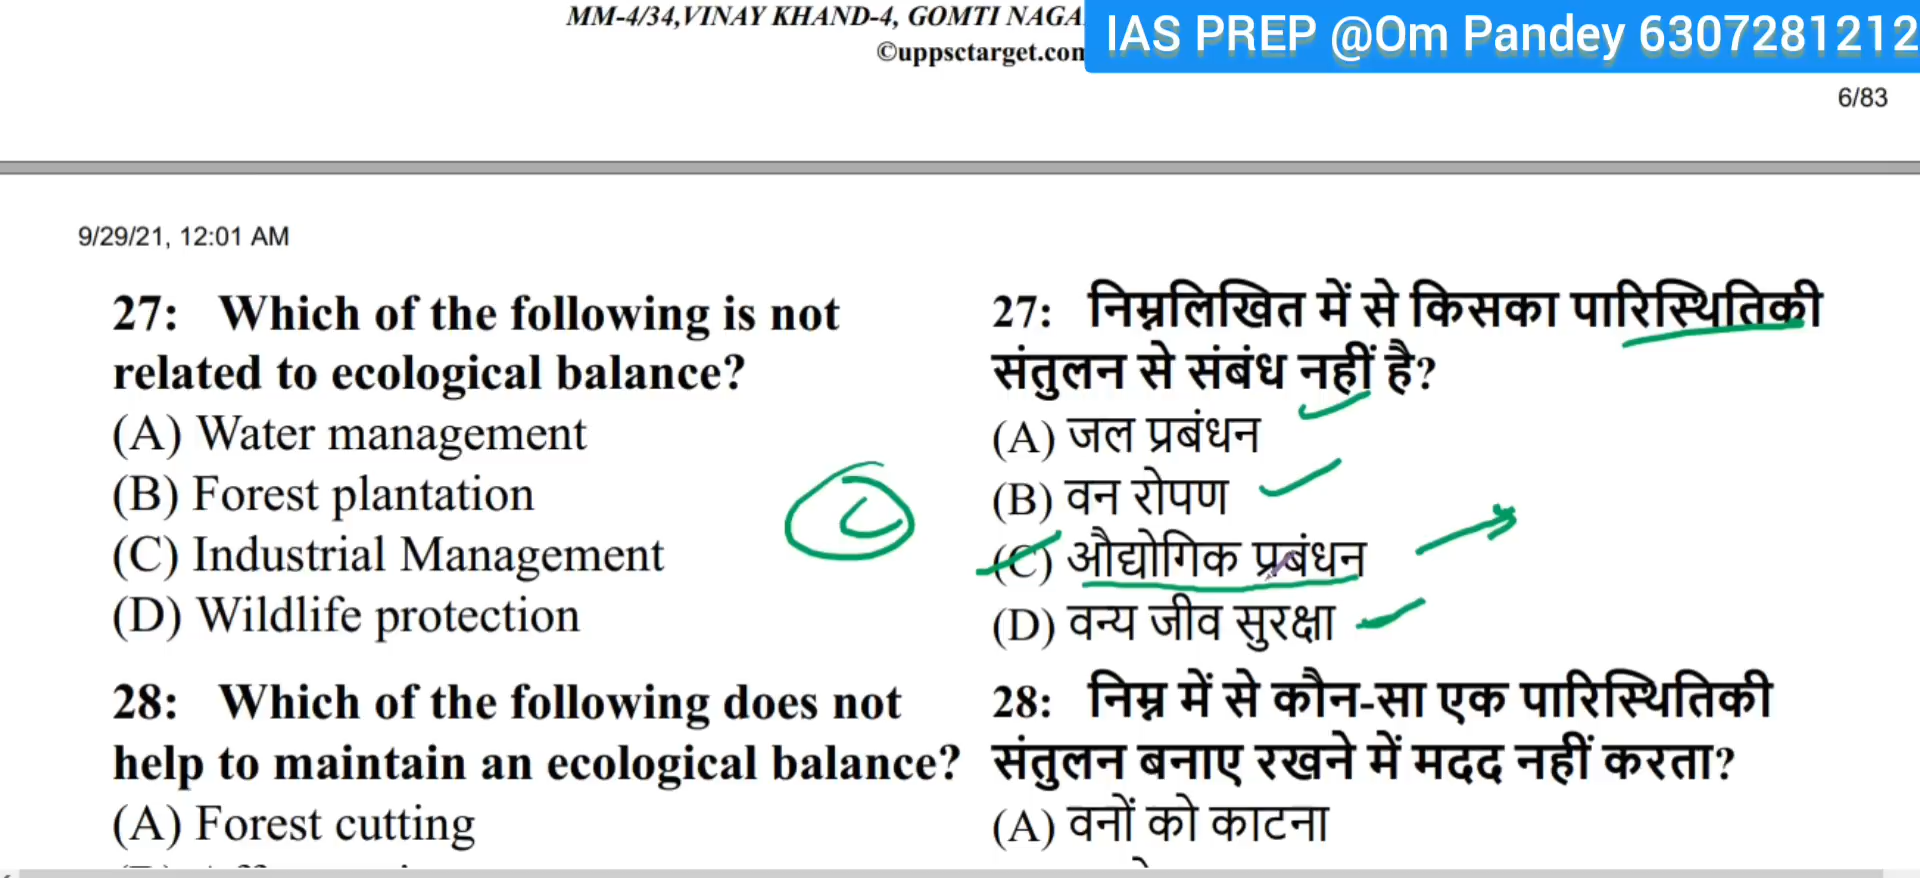 MM-4/34,VINAY KHAND-4, GOMTI NAGA
IAS PREP @Om Pandey 6307281212
©uppsctarget.com
6/83
9/29/21, 12:01 AM
27: Which of the following is not
related to ecological balance?
(A) Water management
(B) Forest plantation
(C) Industrial Management
(D) Wildlife protection
C
28: Which of the following does not
help to maintain an ecological balance?
(A) Forest cutting
27: निम्नलिखित में से किसका पारिस्थितिकी
संतुलन से संबंध नहीं है?
(A) जल प्रबंधन
(B) वन रोपण
(C) औद्योगिक प्रबंधन
(D) वन्य जीव सुरक्षा
28: निम्न में से कौन-सा एक पारिस्थितिकी
संतुलन बनाए रखने में मदद नहीं करता?
(A) वनों को काटना